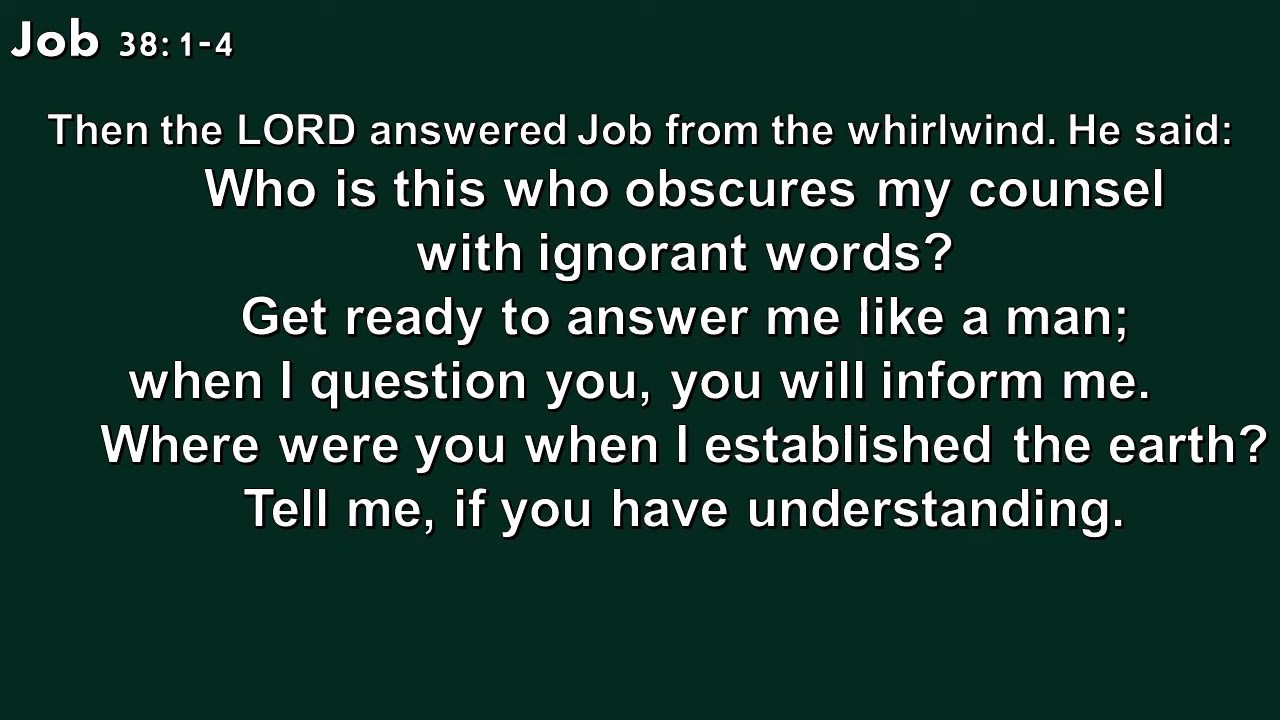 Job 38:1-4
Then the LORD answered Job from the whirlwind. He said:
Who is this who obscures my counsel
with ignorant words?
Get ready to answer me like a man;
when I question you, you will inform me.
Where were you when I established the earth?
Tell me, if you have understanding.